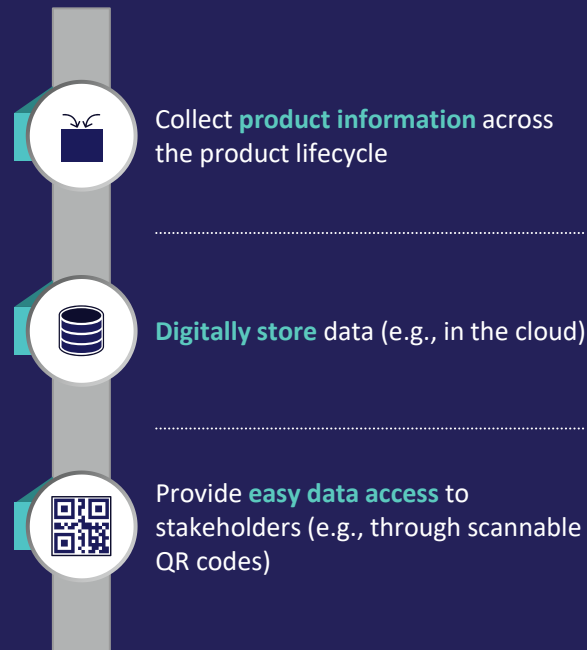 Collect product information across
the product lifecycle
Digitally store data (e.g., in the cloud)
Provide easy data access to
stakeholders (e.g., through scannable
QR codes)